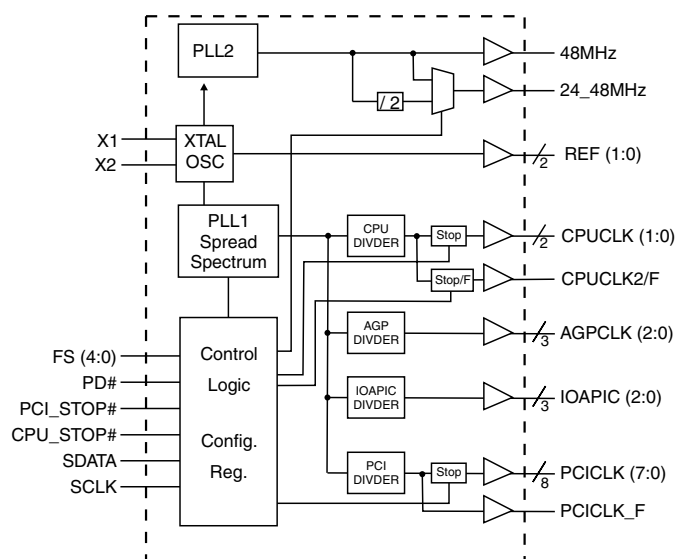 PLL2
48MHz
/ 2
24_48MHz
X1
X2
XTAL
OSC
REF (1:0)
2
PLL1
Spread
Spectrum
CPU
DIVDER
Stop
CPUCLK (1:0)
2
Stop/F
CPUCLK2/F
AGP
DIVDER
AGPCLK (2:0)
3
IOAPIC
DIVDER
IOAPIC (2:0)
3
PCI
DIVDER
Stop
PCICLK (7:0)
8
PCICLK_F
FS (4:0)
PD#
PCI_STOP#
CPU_STOP#
SDATA
SCLK
Control
Logic
Config.
Reg.